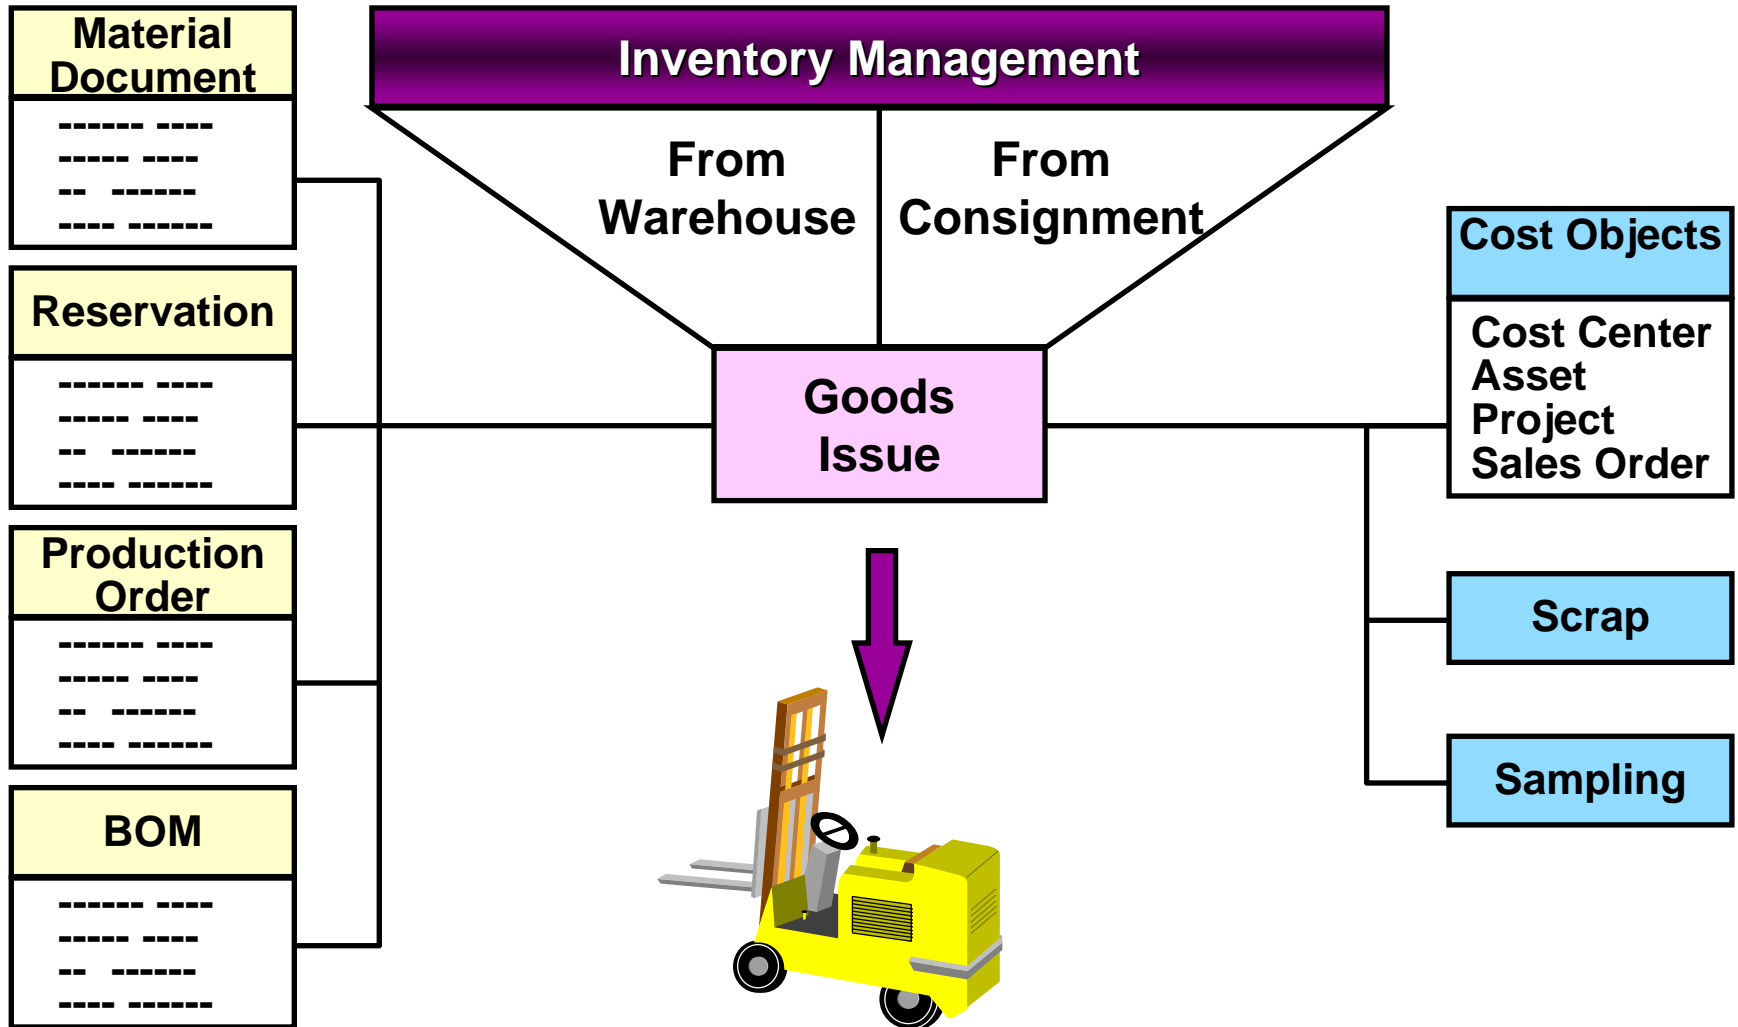 Material
Document
------ ----
----- ----
--  ------
---- ------
Reservation
------ ----
----- ----
--  ------
---- ------
Production
Order
------ ----
----- ----
--  ------
---- ------
BOM
------ ----
----- ----
--  ------
---- ------
Inventory Management
From
Warehouse
From
Consignment
Goods
Issue
Cost Objects
Cost Center
Asset
Project
Sales Order
Scrap
Sampling